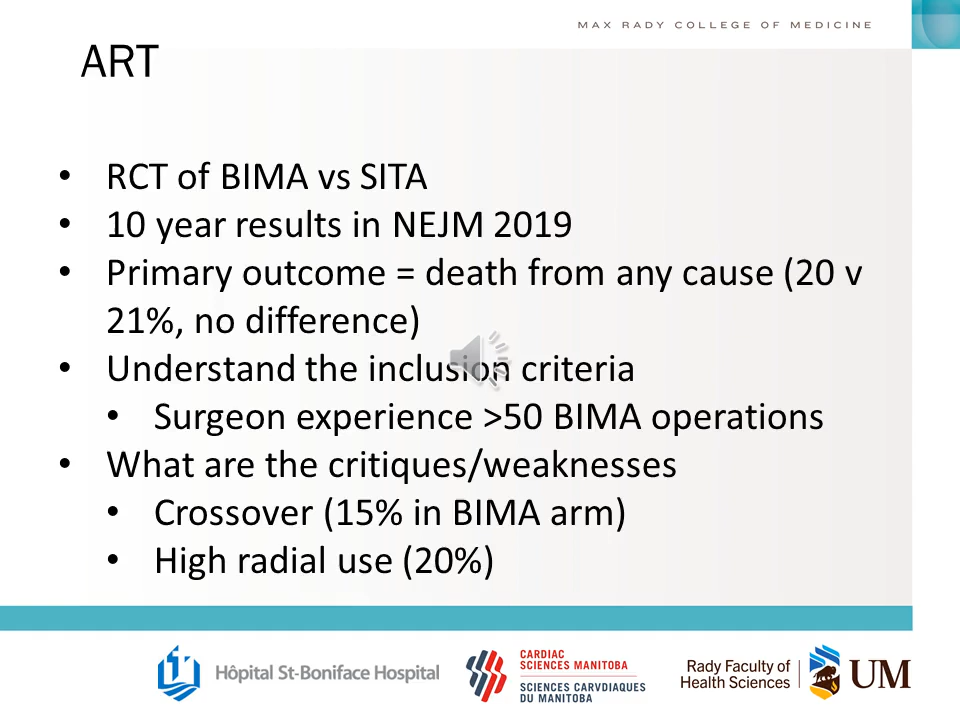 MAX RADY COLLEGE OF MEDICINE
ART
• RCT of BIMA vs SITA
• 10 year results in NEJM 2019
• Primary outcome = death from any cause (20 v
21%, no difference)
• Understand the inclusion criteria
• Surgeon experience >50 BIMA operations
• What are the critiques/weaknesses
• Crossover (15% in BIMA arm)
• High radial use (20%)
Hôpital St-Boniface Hospital
CARDIAC
SCIENCES MANITOBA
SCIENCES CARVDIAQUES
DU MANITOBA
Rady Faculty of
Health Sciences
UM